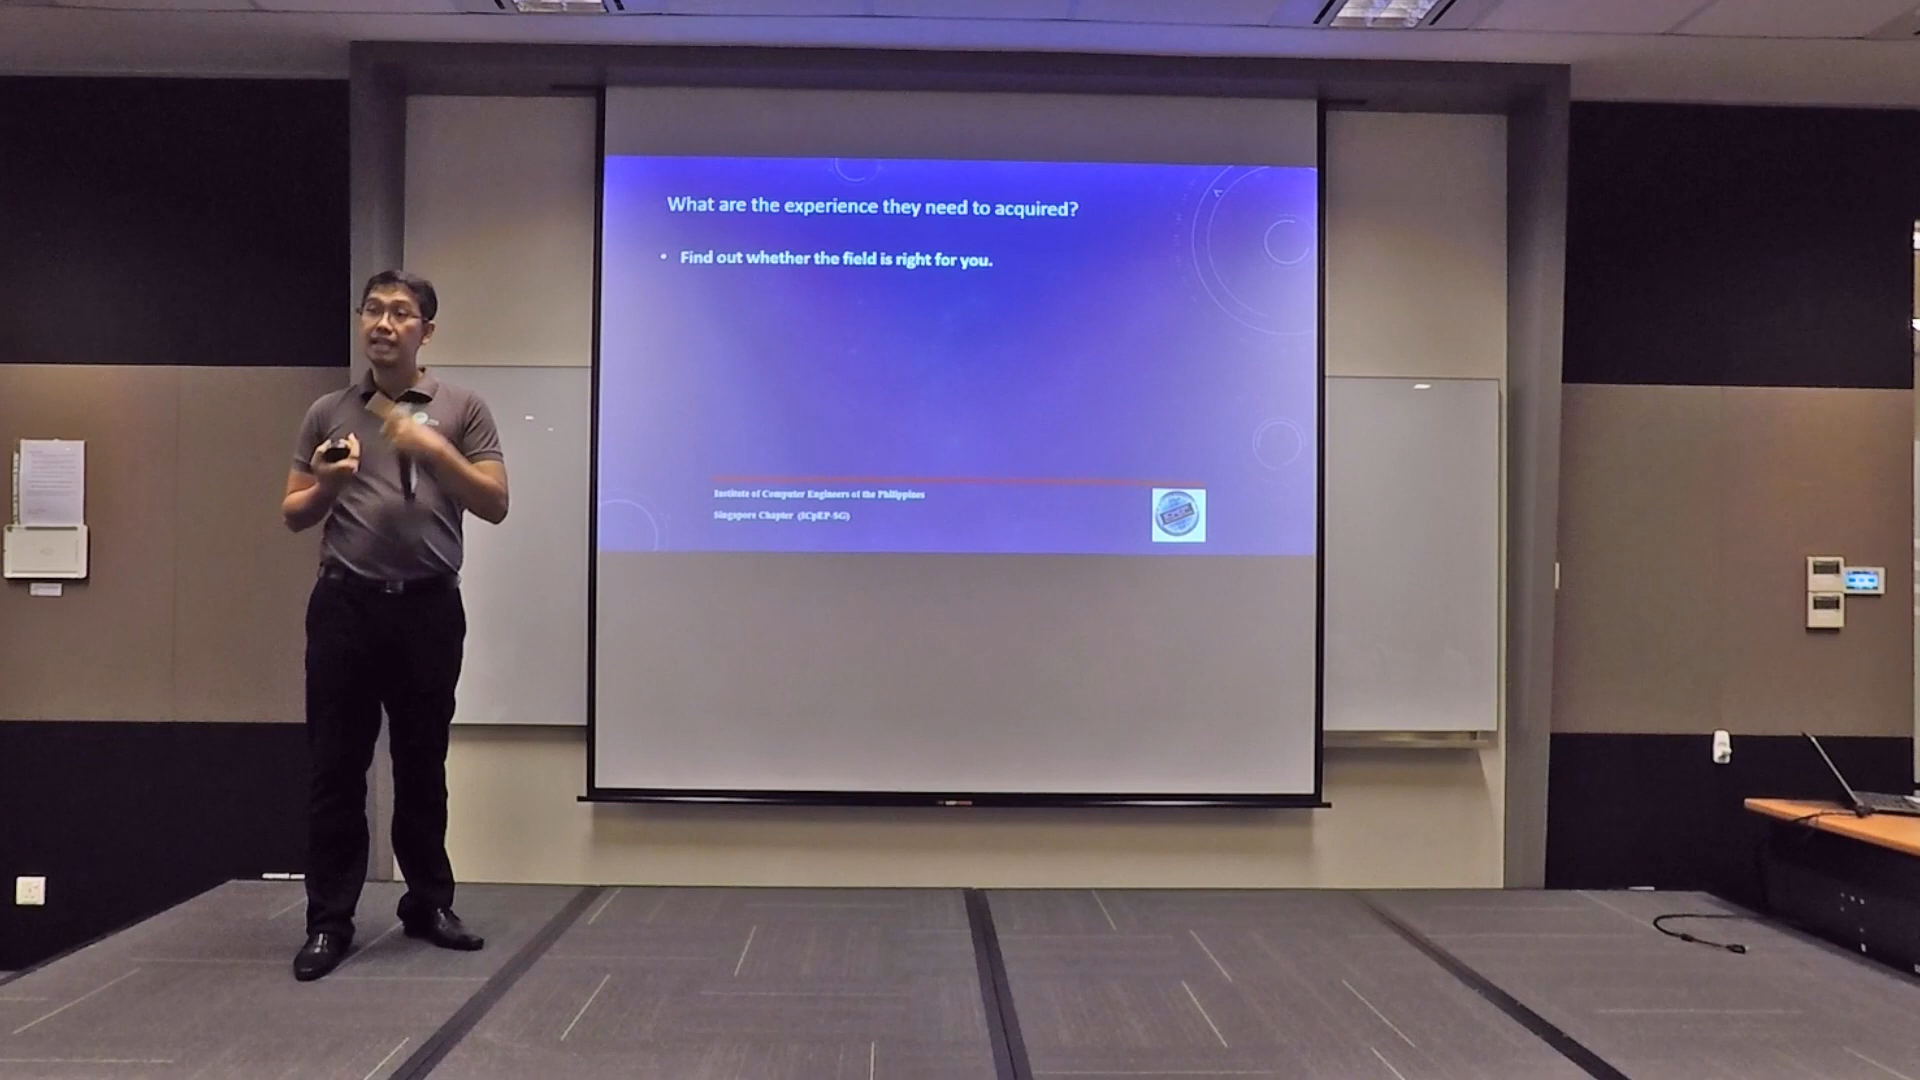 What are the experience they need to acquired?
• Find out whether the field is right for you.
Institute of Computer Engineers of the Philippines
Singapore Chapter (ICpEP-SG)